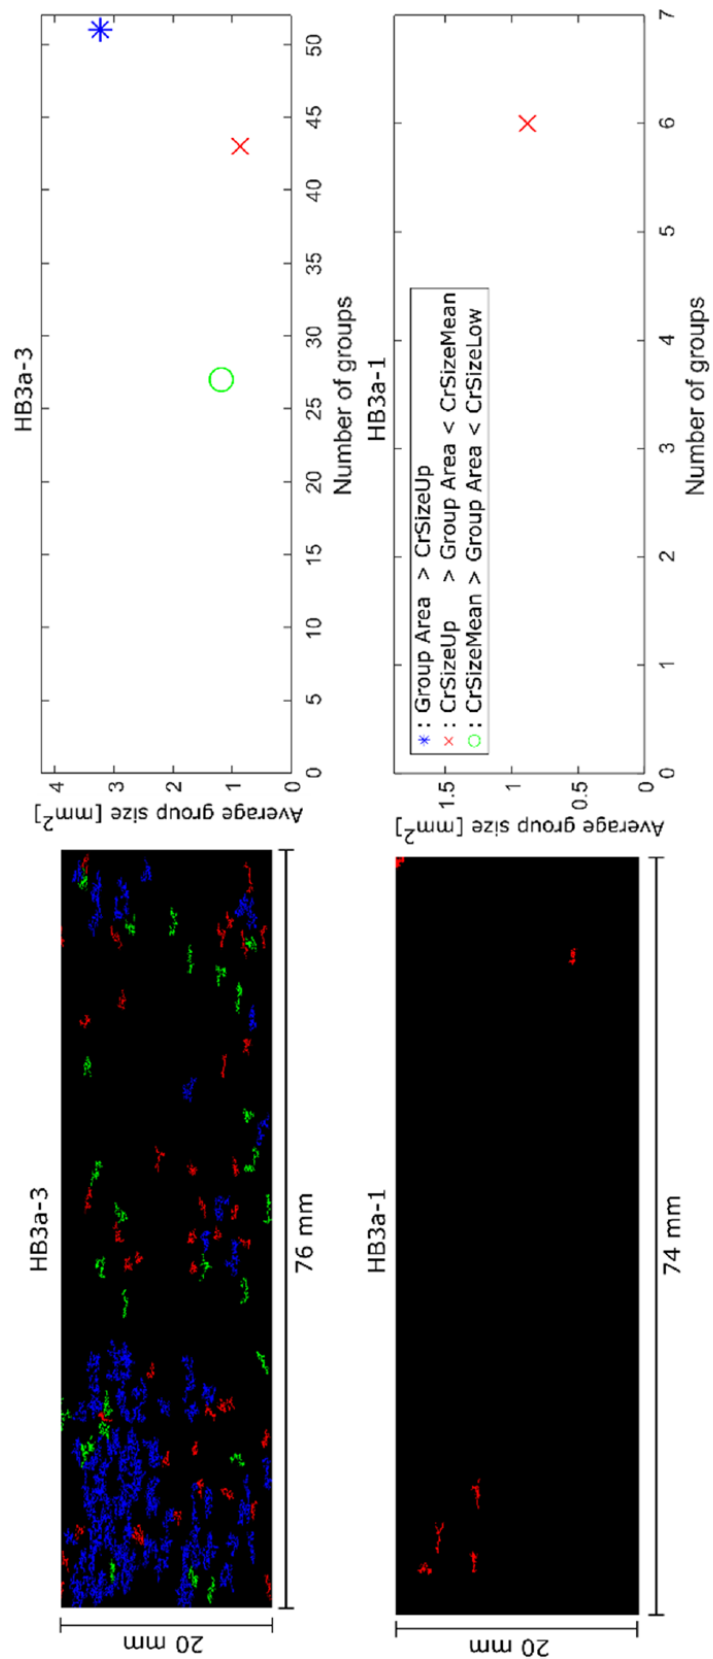 HB3a-3
20 mm
76 mm
HB3a-3
Average group size [mm²]
4
3
2
1
0
0
5
10
15
20
25
30
35
40
45
50
Number of groups
HB3a-1
20 mm
74 mm
HB3a-1
Average group size [mm²]
1.5
1
0.5
0
0
1
2
3
4
5
6
7
Number of groups
: Group Area > CrSizeUp
: CrSizeUp > Group Area < CrSizeMean
: CrSizeMean > Group Area < CrSizeLow